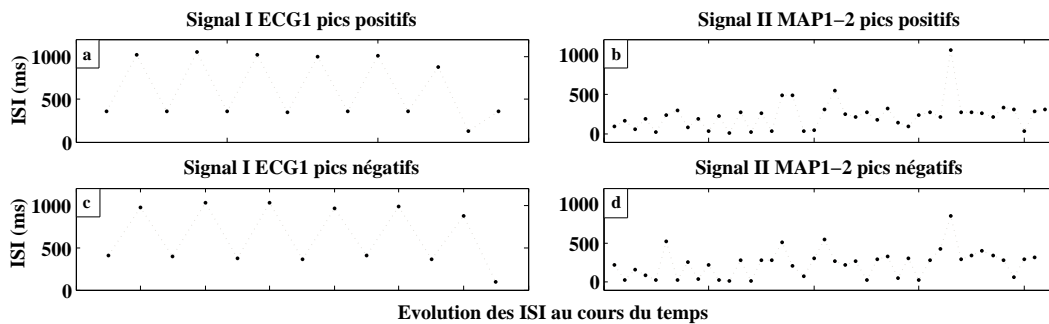 Signal I ECG1 pics positifs
ISI (ms)
1000
500
0
a
Signal II MAP1−2 pics positifs
1000
500
0
b
Signal I ECG1 pics négatifs
ISI (ms)
1000
500
0
c
Signal II MAP1−2 pics négatifs
1000
500
0
d
Evolution des ISI au cours du temps